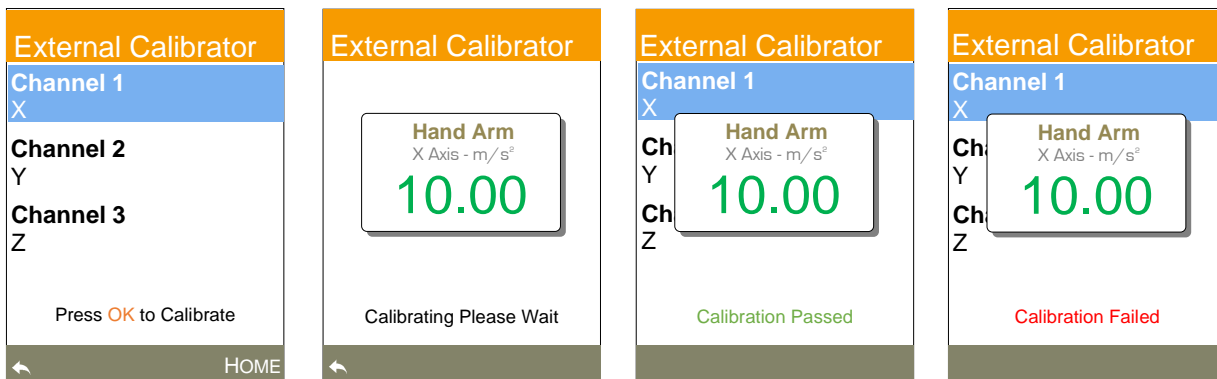 External Calibrator
Channel 1
X
Channel 2
Y
Channel 3
Z
Press OK to Calibrate
HOME
External Calibrator
Hand Arm
X Axis - m/s²
10.00
Calibrating Please Wait
External Calibrator
Channel 1
X
Ch
Y
Ch
Z
Hand Arm
X Axis - m/s²
10.00
Calibration Passed
External Calibrator
Channel 1
X
Cha
Y
Cha
Z
Hand Arm
X Axis - m/s²
10.00
Calibration Failed